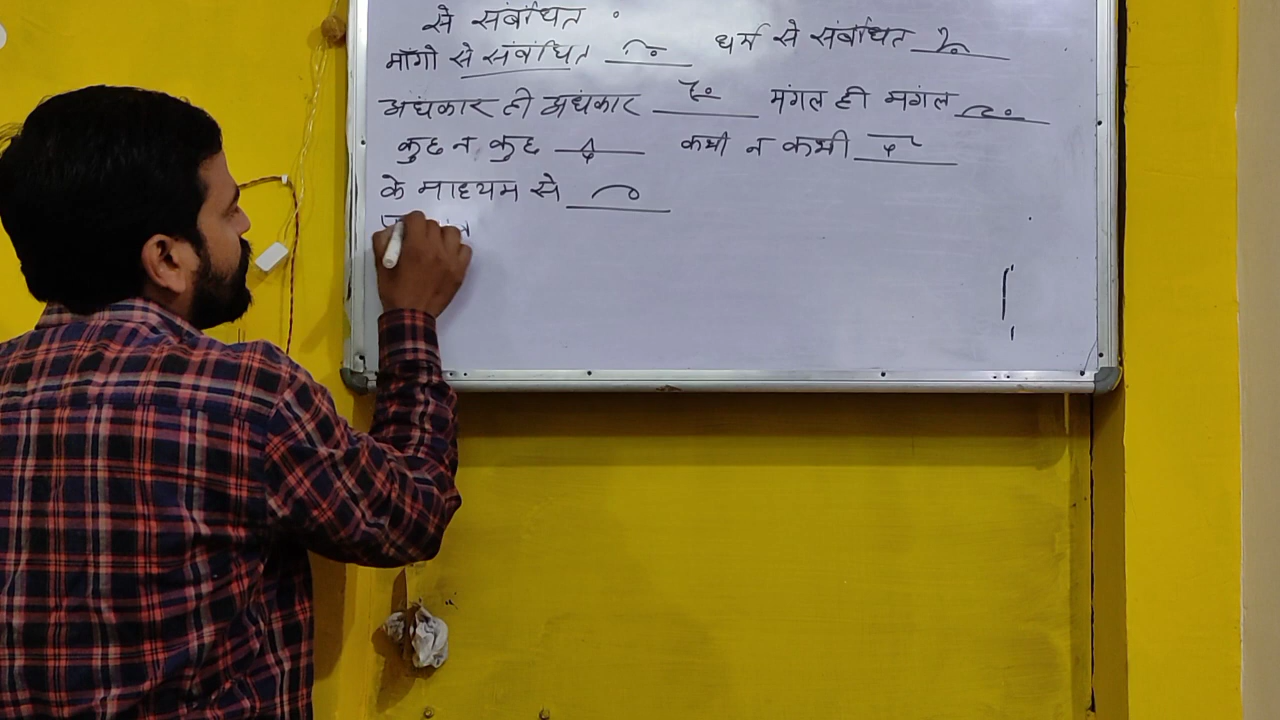 से संबंधित
माँगो से संबंधित धर्म से संबंधित
अंधकार ही अंधकार मंगल ही मंगल
कुछ न कुछ कभी न कभी
के माध्यम से